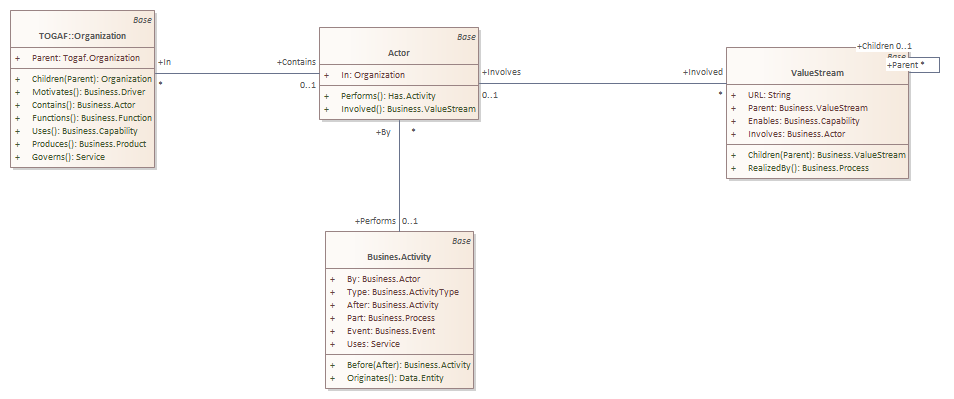 Base
TOGAF::Organization
+ Parent: Togaf.Organization
+ Children(Parent): Organization
+ Motivates(): Business.Driver
+ Contains(): Business.Actor
+ Functions(): Business.Function
+ Uses(): Business.Capability
+ Produces(): Business.Product
+ Governs(): Service
+In
*
+Contains
0..1
Base
Actor
+ In: Organization
+ Performs(): Has.Activity
+ Involved(): Business.ValueStream
+Involves
0..1
+Involved
*
+Children 0..1
Base
+Parent *
ValueStream
+ URL: String
+ Parent: Business.ValueStream
+ Enables: Business.Capability
+ Involves: Business.Actor
+ Children(Parent): Business.ValueStream
+ RealizedBy(): Business.Process
+By *
+Performs 0..1
Base
Busines.Activity
+ By: Business.Actor
+ Type: Business.ActivityType
+ After: Business.Activity
+ Part: Business.Process
+ Event: Business.Event
+ Uses: Service
+ Before(After): Business.Activity
+ Originates(): Data.Entity